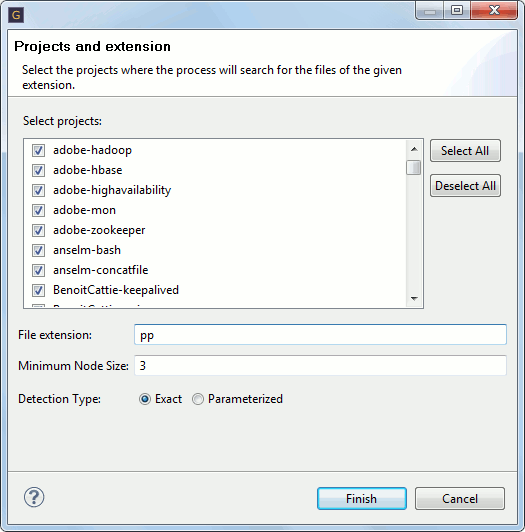 G
Projects and extension
Select the projects where the process will search for the files of the given
extension.
Select projects:
adobe-hadoop
adobe-hbase
adobe-highavailability
adobe-mon
adobe-zookeeper
anselm-bash
anselm-concatfile
BenoitCattie-keepalived
Select All
Deselect All
File extension: pp
Minimum Node Size: 3
Detection Type: Exact Parameterized
?
Finish Cancel